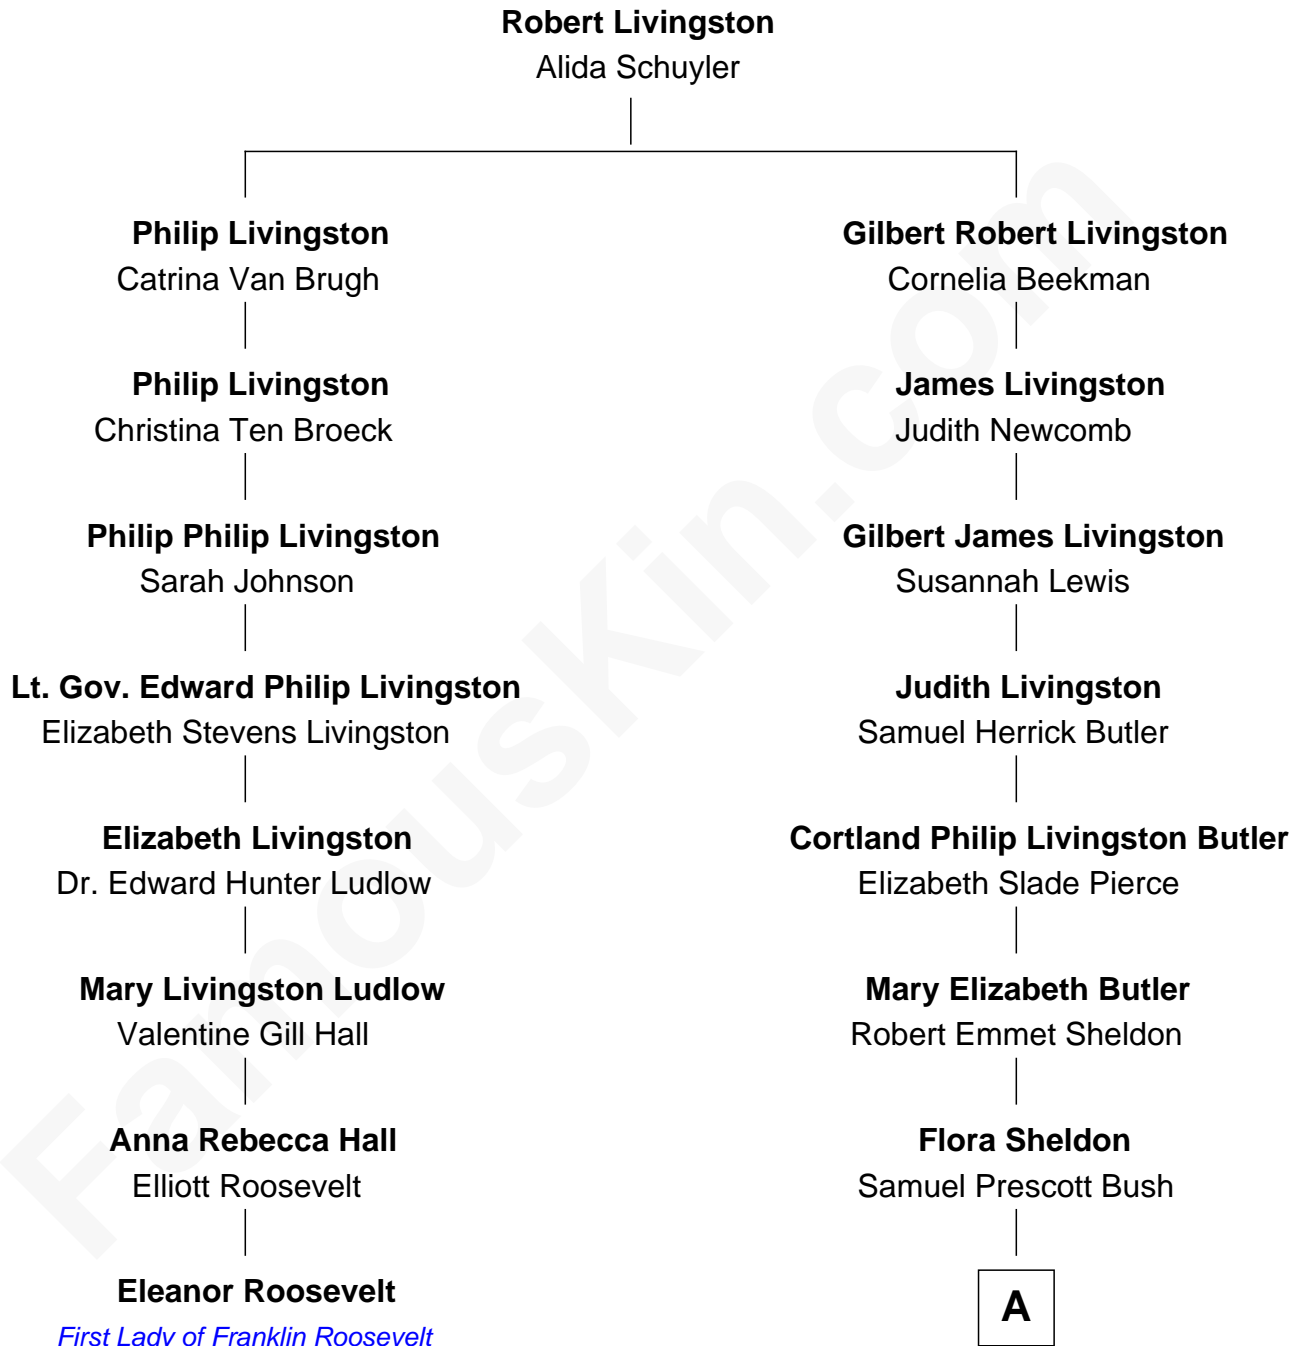 Robert Livingston
Alida Schuyler
Philip Livingston
Catrina Van Brugh
Gilbert Robert Livingston
Cornelia Beekman
Philip Livingston
Christina Ten Broeck
James Livingston
Judith Newcomb
Philip Philip Livingston
Sarah Johnson
Gilbert James Livingston
Susannah Lewis
Lt. Gov. Edward Philip Livingston
Elizabeth Stevens Livingston
Judith Livingston
Samuel Herrick Butler
Elizabeth Livingston
Dr. Edward Hunter Ludlow
Cortland Philip Livingston Butler
Elizabeth Slade Pierce
Mary Livingston Ludlow
Valentine Gill Hall
Mary Elizabeth Butler
Robert Emmet Sheldon
Anna Rebecca Hall
Elliott Roosevelt
Flora Sheldon
Samuel Prescott Bush
Eleanor Roosevelt
First Lady of Franklin Roosevelt
A
FamousKin.com